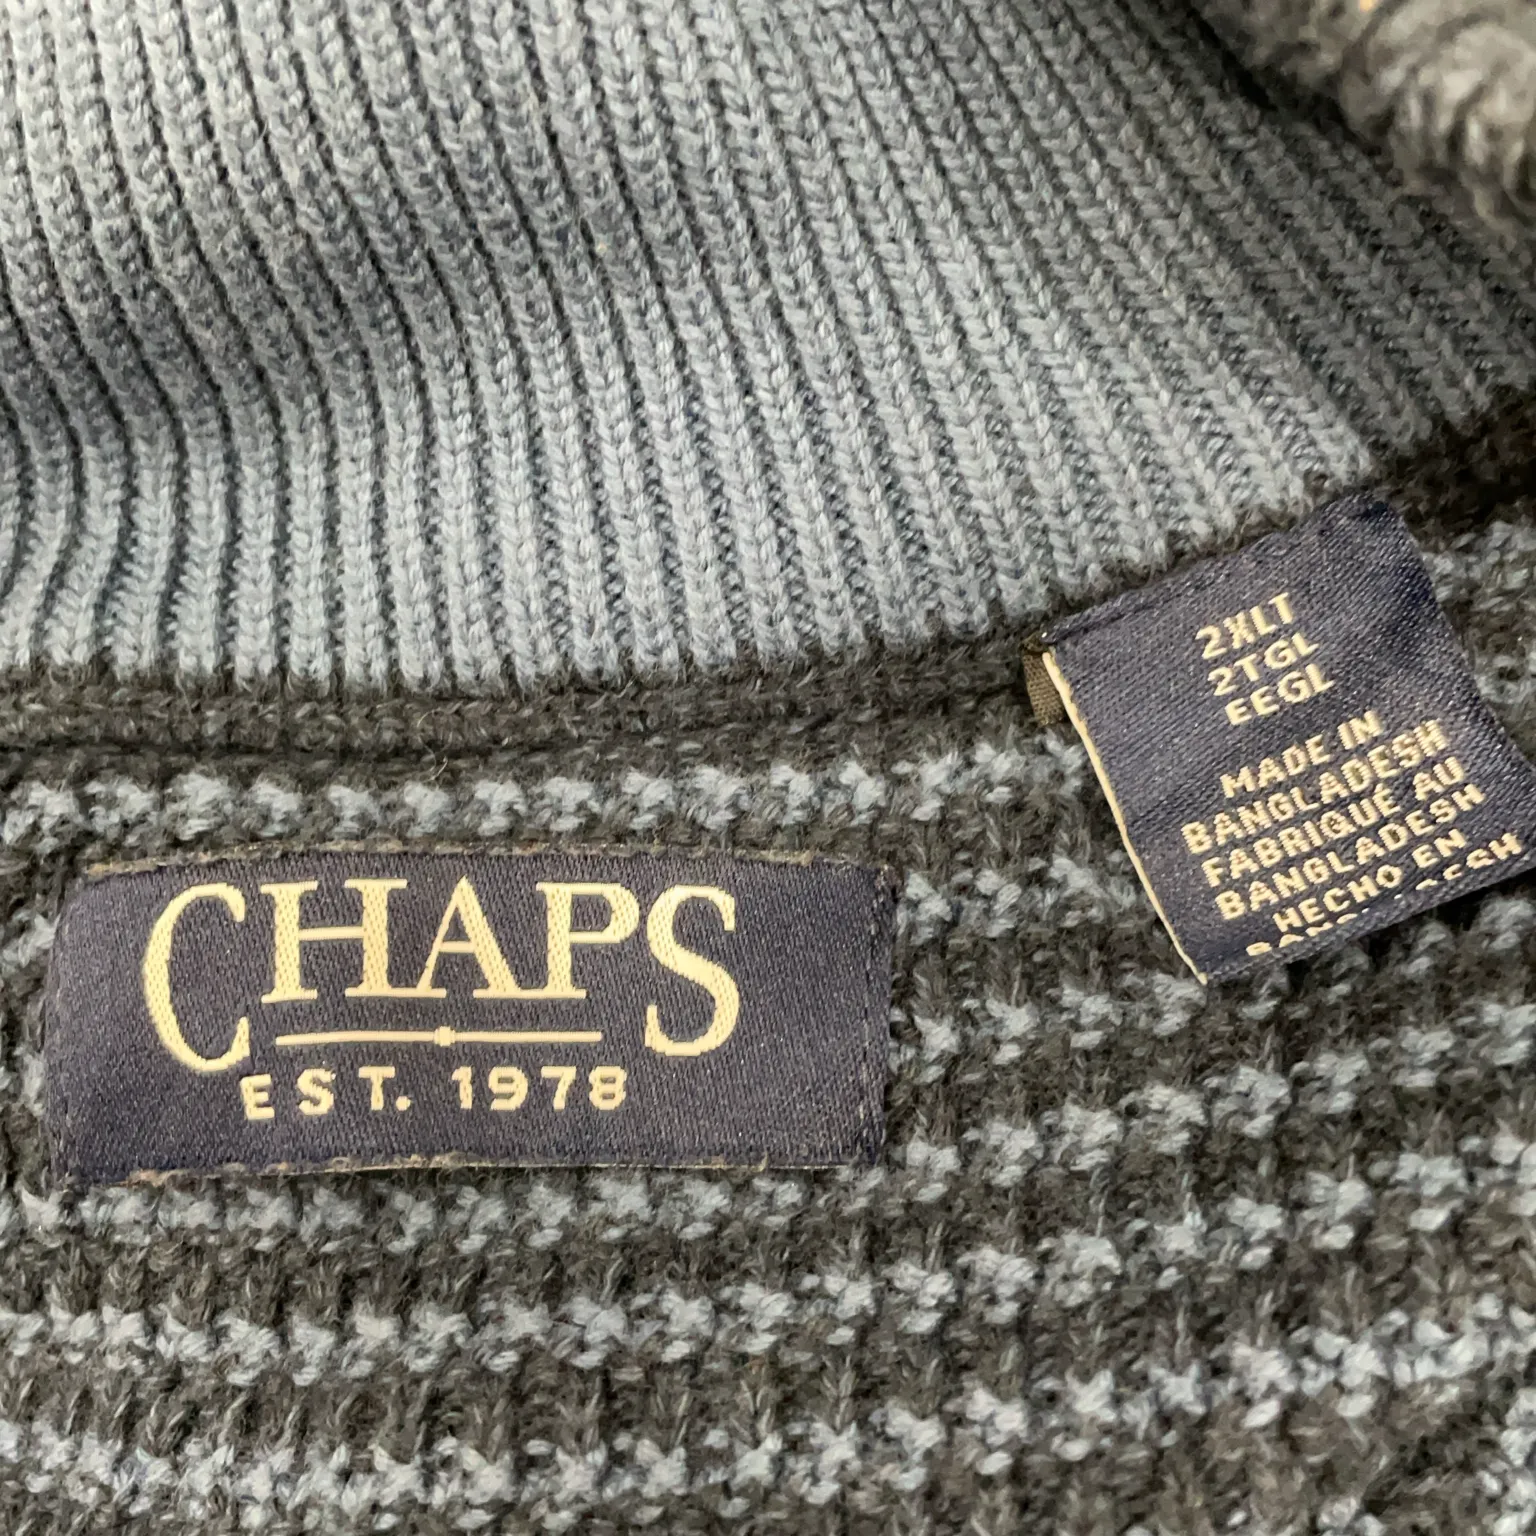 CHAPS
EST. 1978
2XLT
2TGL
EEGL
MADE IN
BANGLADESH
FABRIQUÉ AU
BANGLADESH
HECHO EN